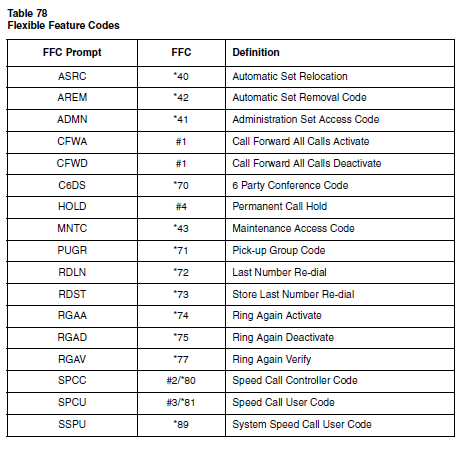 Table 78
Flexible Feature Codes
FFC Prompt FFC Definition
ASRC *40 Automatic Set Relocation
AREM *42 Automatic Set Removal Code
ADMN *41 Administration Set Access Code
CFWA #1 Call Forward All Calls Activate
CFWD #1 Call Forward All Calls Deactivate
C6DS *70 6 Party Conference Code
HOLD #4 Permanent Call Hold
MNTC *43 Maintenance Access Code
PUGR *71 Pick-up Group Code
RDLN *72 Last Number Re-dial
RDST *73 Store Last Number Re-dial
RGAA *74 Ring Again Activate
RGAD *75 Ring Again Deactivate
RGAV *77 Ring Again Verify
SPCC #2/*80 Speed Call Controller Code
SPCU #3/*81 Speed Call User Code
SSPU *89 System Speed Call User Code